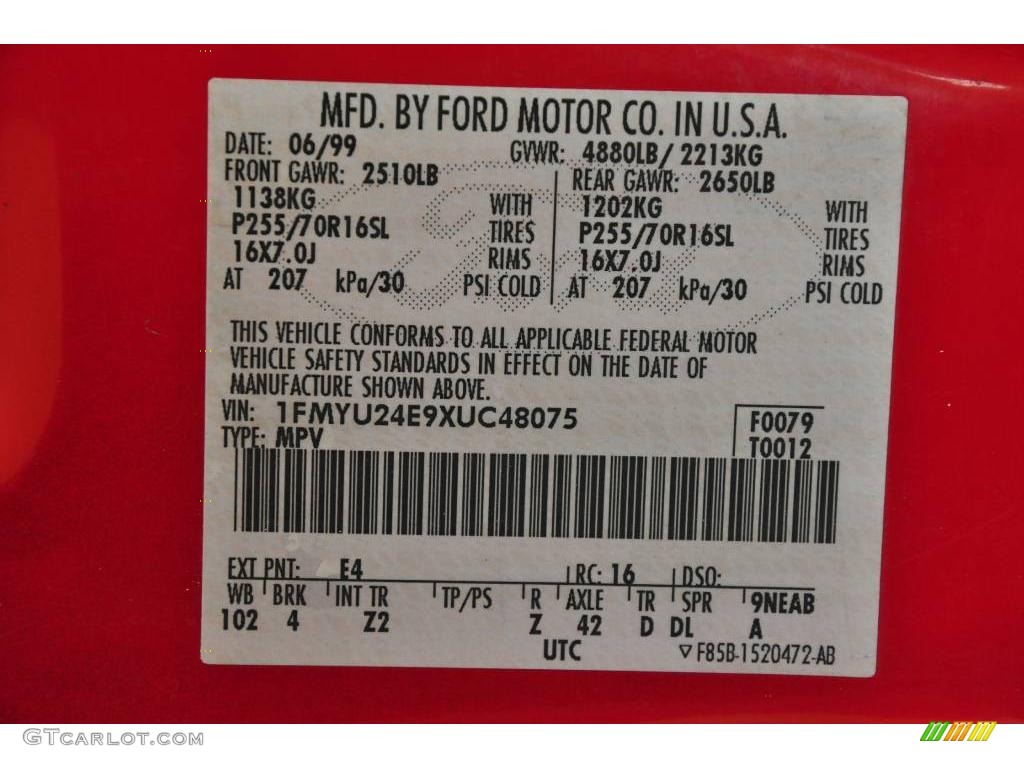 MFD. BY FORD MOTOR CO. IN U.S.A.
DATE: 06/99 GVWR: 4880LB/ 2213KG
FRONT GAWR: 2510LB REAR GAWR: 2650LB
1138KG WITH 1202KG WITH
P255/70R16SL TIRES P255/70R16SL TIRES
16X7.0J RIMS 16X7.0J RIMS
AT 207 kPa/30 PSI COLD AT 207 kPa/30 PSI COLD
THIS VEHICLE CONFORMS TO ALL APPLICABLE FEDERAL MOTOR
VEHICLE SAFETY STANDARDS IN EFFECT ON THE DATE OF
MANUFACTURE SHOWN ABOVE.
VIN: 1FMYU24E9XUC48075 F0079
TYPE: MPV T0012
EXT PNT: E4 RC: 16 DSO:
WB BRK INT TR TP/PS R AXLE TR SPR 9NEAB
102 4 Z2 Z 42 D DL A
UTC ▽F85B-1520472-AB
GTCARLOT.COM